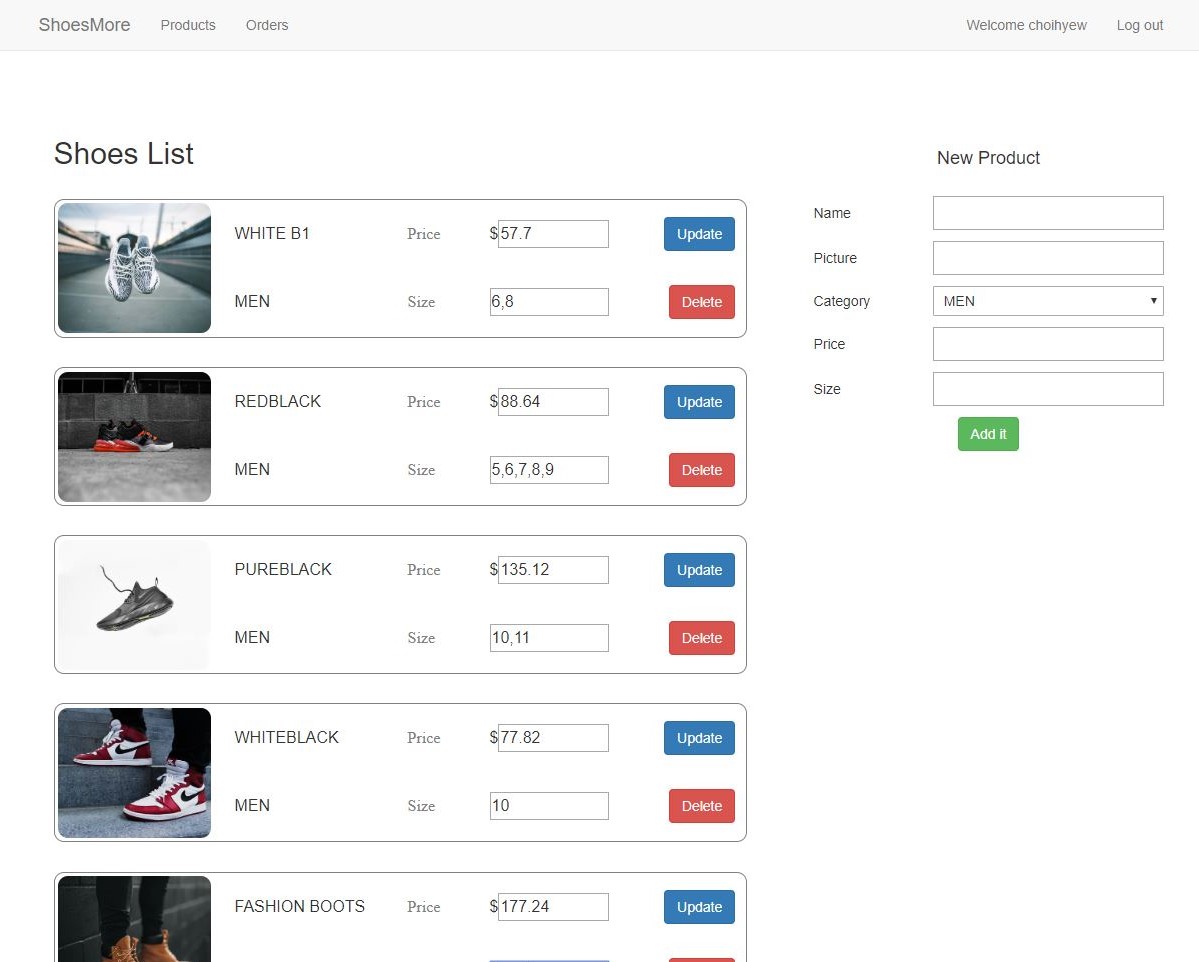 ShoesMore Products Orders Welcome choihyew Log out
Shoes List
WHITE B1 Price $57.7 Update
MEN Size 6,8 Delete
REDBLACK Price $88.64 Update
MEN Size 5,6,7,8,9 Delete
PUREBLACK Price $135.12 Update
MEN Size 10,11 Delete
WHITEBLACK Price $77.82 Update
MEN Size 10 Delete
FASHION BOOTS Price $177.24 Update
New Product
Name
Picture
Category MEN
Price
Size
Add it